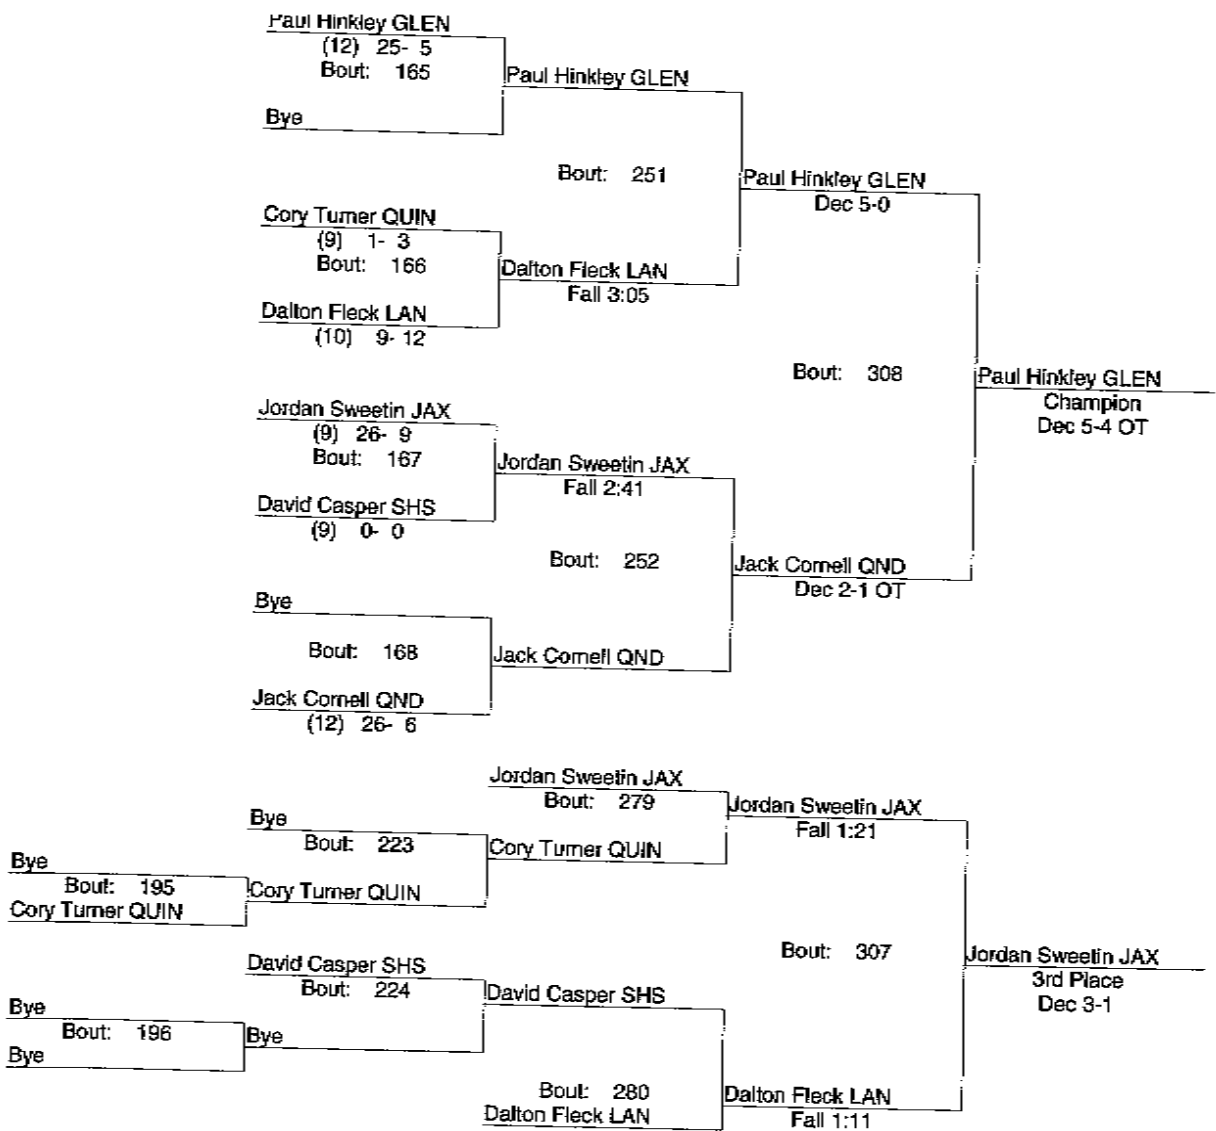 Paul Hinkley GLEN
(12) 25- 5
Bout: 165
Paul Hinkley GLEN
Bye
Bout: 251
Paul Hinkley GLEN
Dec 5-0
Cory Turner QUIN
(9) 1- 3
Bout: 166
Dalton Fleck LAN
Fall 3:05
Dalton Fleck LAN
(10) 9- 12
Bout: 308
Paul Hinkley GLEN
Champion
Dec 5-4 OT
Jordan Sweetin JAX
(9) 26- 9
Bout: 167
Jordan Sweetin JAX
Fall 2:41
David Casper SHS
(9) 0- 0
Bout: 252
Jack Cornell QND
Dec 2-1 OT
Bye
Bout: 168
Jack Cornell QND
Jack Cornell QND
(12) 26- 6
Jordan Sweetin JAX
Bout: 279
Jordan Sweetin JAX
Fall 1:21
Bye
Bout: 223
Cory Turner QUIN
Bye
Bout: 195
Cory Turner QUIN
Cory Turner QUIN
Bout: 307
Jordan Sweetin JAX
3rd Place
Dec 3-1
David Casper SHS
Bout: 224
David Casper SHS
Bye
Bout: 196
Bye
Bye
Bout: 280
Dalton Fleck LAN
Fall 1:11
Dalton Fleck LAN